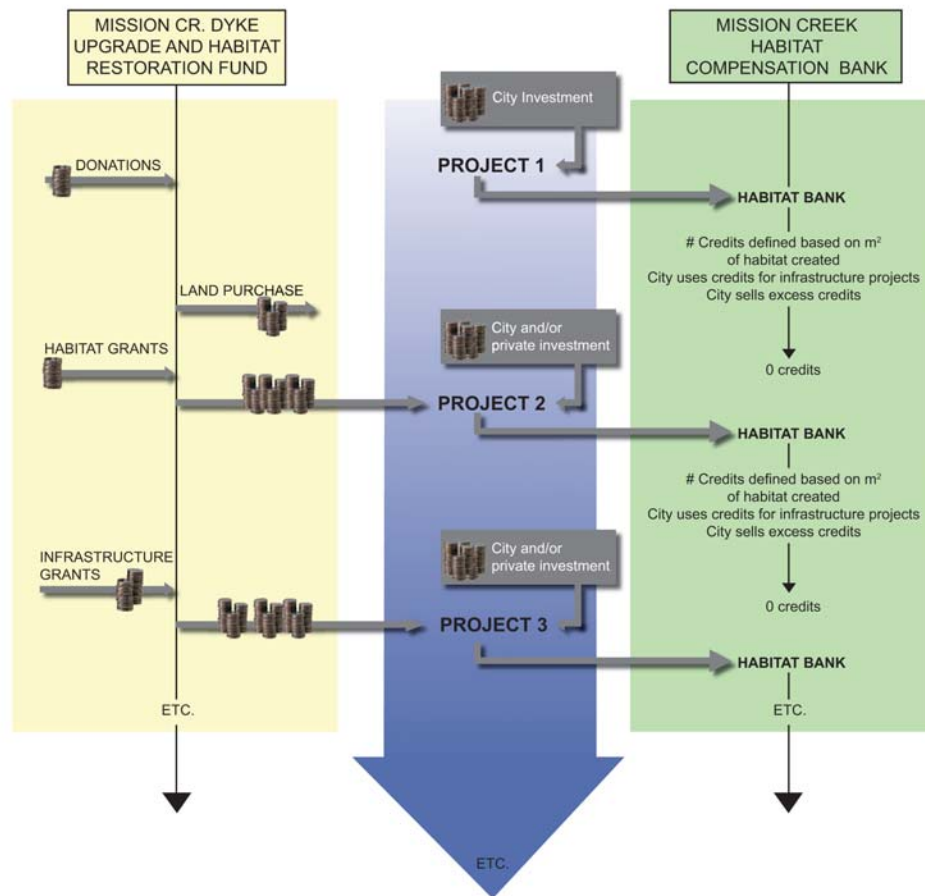 MISSION CR. DYKE
UPGRADE AND HABITAT
RESTORATION FUND
DONATIONS
LAND PURCHASE
HABITAT GRANTS
INFRASTRUCTURE
GRANTS
ETC.
City Investment
PROJECT 1
City and/or
private investment
PROJECT 2
City and/or
private investment
PROJECT 3
ETC.
MISSION CREEK
HABITAT
COMPENSATION BANK
HABITAT BANK
# Credits defined based on m²
of habitat created
City uses credits for infrastructure projects
City sells excess credits
0 credits
HABITAT BANK
# Credits defined based on m²
of habitat created
City uses credits for infrastructure projects
City sells excess credits
0 credits
HABITAT BANK
ETC.